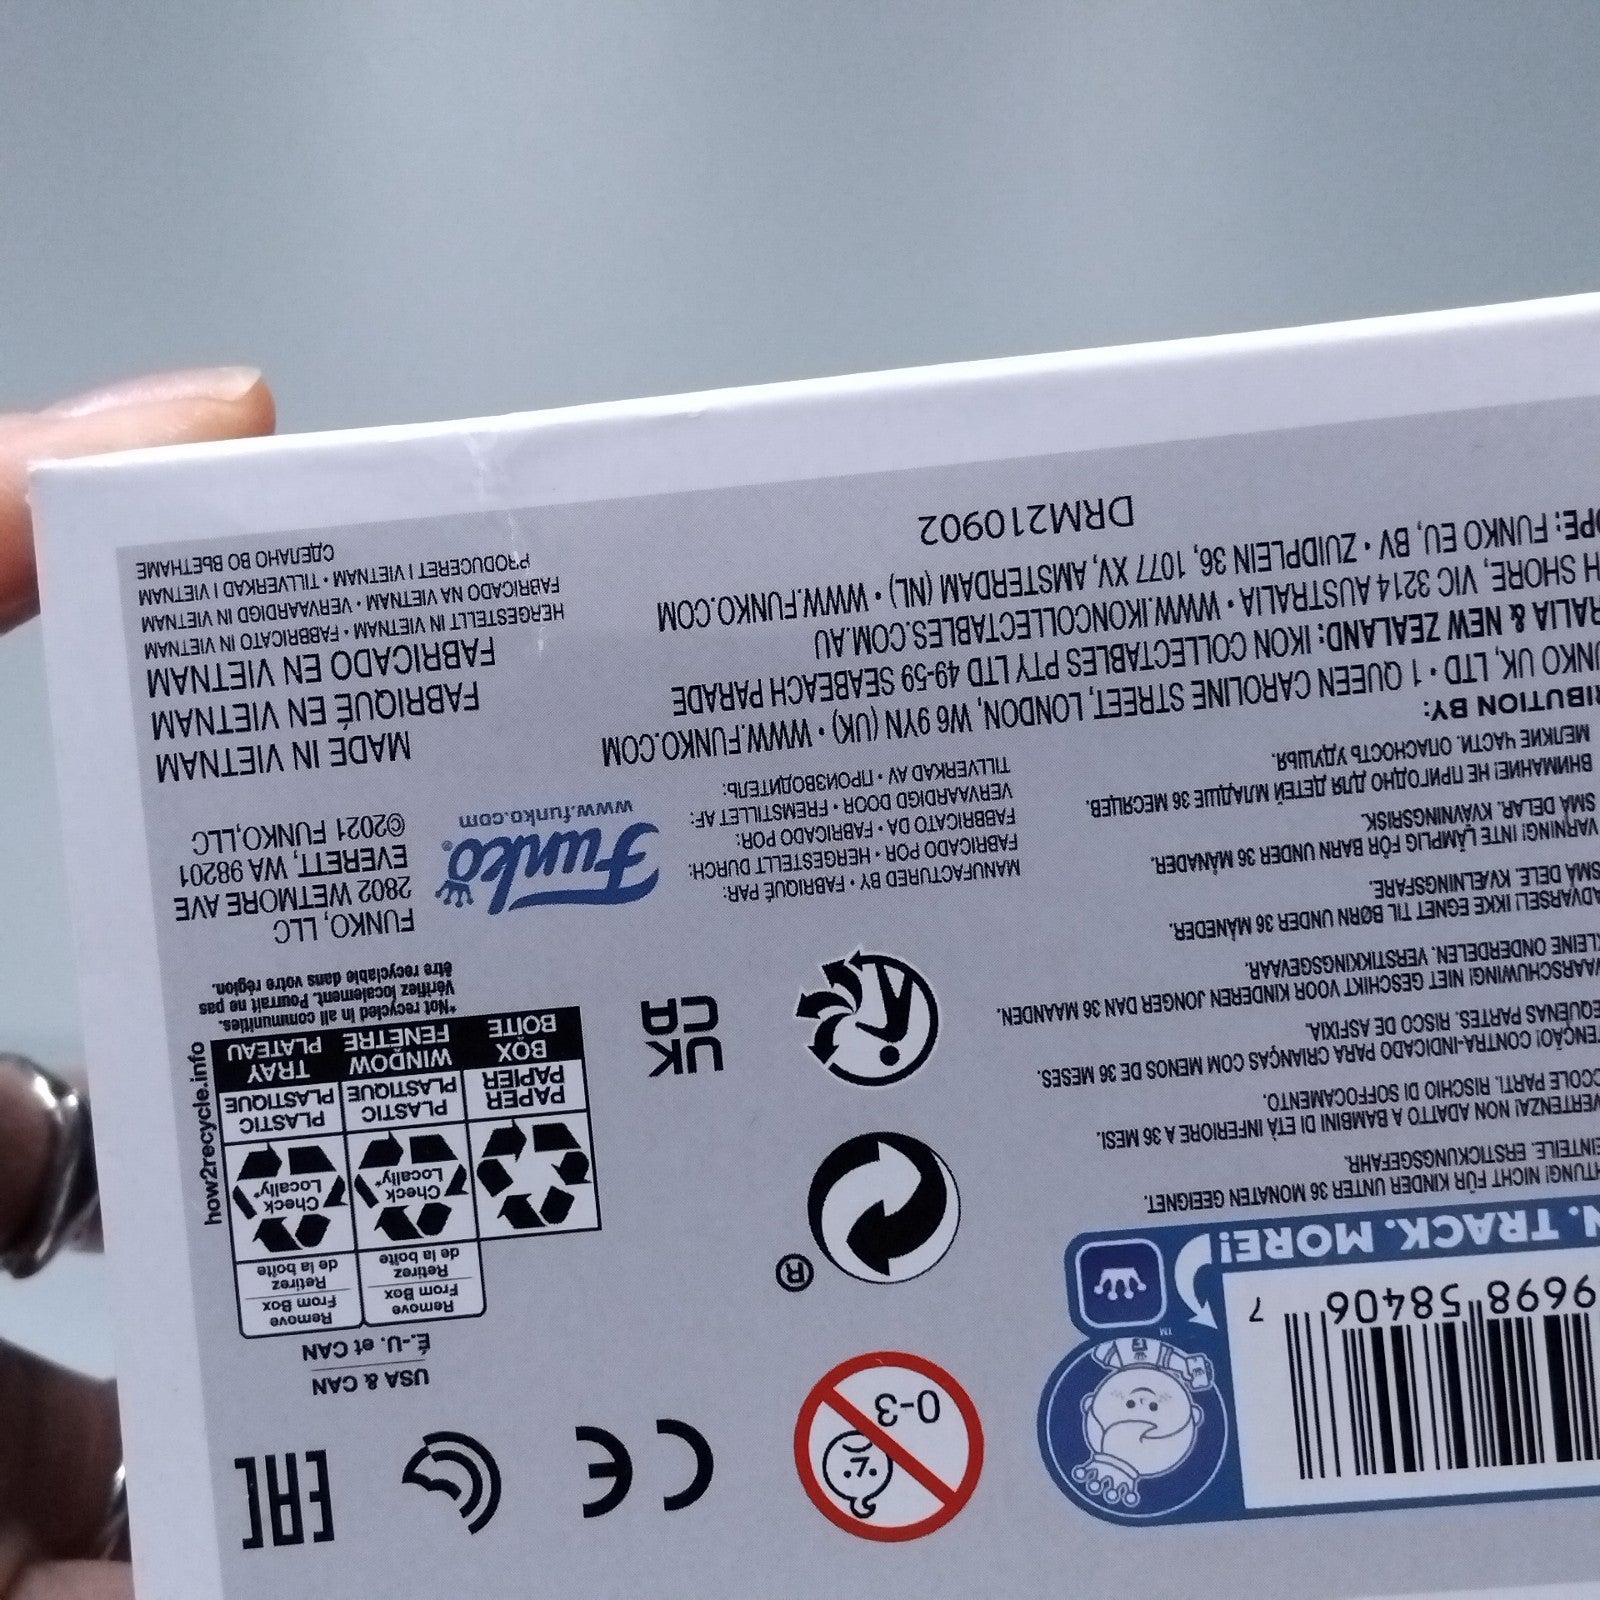 EAC
CE
0-3
USA & CAN
É.-U. et CAN
Remove
From Box
Retirez
de la boîte
Remove
From Box
Retirez
de la boîte
Check
Locally*
Check
Locally*
PAPER
PAPIER
PLASTIC
PLASTIQUE
PLASTIC
PLASTIQUE
BOX
BOÎTE
WINDOW
FENÊTRE
TRAY
PLATEAU
how2recycle.info
*Not recycled in all communities.
Vérifiez localement. Pourrait ne pas
être recyclable dans votre région.
®
UK
CA
9698 58406 7
N. TRACK. MORE!
TM
HTUNG! NICHT FÜR KINDER UNTER 36 MONATEN GEEIGNET.
EINTEILE. ERSTICKUNGSGEFAHR.
VERTENZA! NON ADATTO A BAMBINI DI ETÀ INFERIORE A 36 MESI.
CCOLE PARTI. RISCHIO DI SOFFOCAMENTO.
TENÇÃO! CONTRA-INDICADO PARA CRIANÇAS COM MENOS DE 36 MESES.
EQUENAS PARTES. RISCO DE ASFIXIA.
WAARSCHUWING! NIET GESCHIKT VOOR KINDEREN JONGER DAN 36 MAANDEN.
KLEINE ONDERDELEN. VERSTIKKINGSGEVAAR.
ADVARSEL! IKKE EGNET TIL BØRN UNDER 36 MÅNEDER.
SMÅ DELE. KVÆLNINGSFARE.
VARNING! INTE LÄMPLIG FÖR BARN UNDER 36 MÅNADER.
SMÅ DELAR. KVÄVNINGSRISK.
ВНИМАНИЕ! НЕ ПРИГОДНО ДЛЯ ДЕТЕЙ МЛАДШЕ 36 МЕСЯЦЕВ.
МЕЛКИЕ ЧАСТИ. ОПАСНОСТЬ УДУШЬЯ.
FUNKO, LLC
2802 WETMORE AVE
EVERETT, WA 98201
©2021 FUNKO,LLC
Funko®
www.funko.com
MANUFACTURED BY • FABRIQUÉ PAR:
FABRICADO POR • HERGESTELLT DURCH:
FABBRICATO DA • FABRICADO POR:
VERVAARDIGD DOOR • FREMSTILLET AF:
TILLVERKAD AV • ПРОИЗВОДИТЕЛЬ:
MADE IN VIETNAM
FABRIQUÉ EN VIETNAM
FABRICADO EN VIETNAM
HERGESTELLT IN VIETNAM • FABBRICATO IN VIETNAM
FABRICADO NA VIETNAM • VERVAARDIGD IN VIETNAM
PRODUCERET I VIETNAM • TILLVERKAD I VIETNAM
СДЕЛАНО ВО ВЬЕТНАМЕ
RIBUTION BY:
UNKO UK, LTD • 1 QUEEN CAROLINE STREET, LONDON, W6 9YN (UK) • WWW.FUNKO.COM
RALIA & NEW ZEALAND: IKON COLLECTABLES PTY LTD 49-59 SEABEACH PARADE
H SHORE, VIC 3214 AUSTRALIA • WWW.IKONCOLLECTABLES.COM.AU
OPE: FUNKO EU, BV • ZUIDPLEIN 36, 1077 XV, AMSTERDAM (NL) • WWW.FUNKO.COM
DRM210902